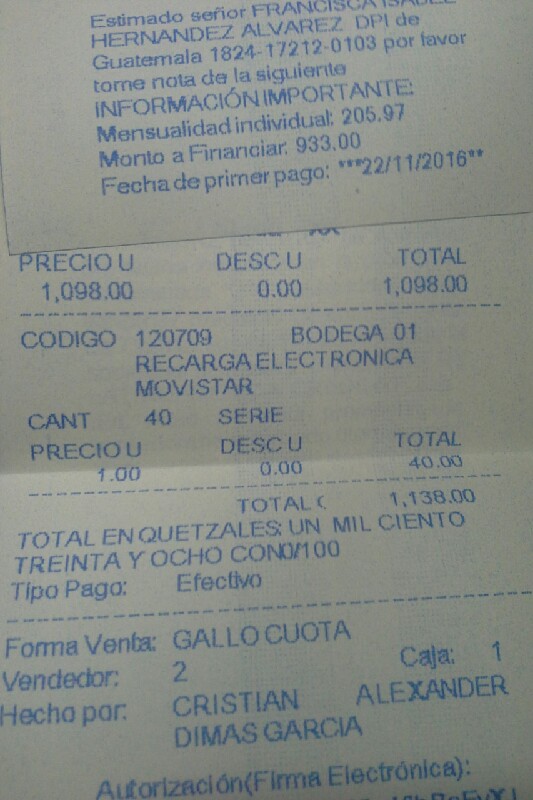 Estimado señor FRANCISCA ISABEL
HERNANDEZ ALVAREZ DPI de
Guatemala 1824-17212-0103 por favor
tome nota de la siguiente
INFORMACIÓN IMPORTANTE:
Mensualidad individual: 205.97
Monto a Financiar: 933.00
Fecha de primer pago: ***22/11/2016**
PRECIO U DESC U TOTAL
1,098.00 0.00 1,098.00
CODIGO 120709 BODEGA 01
RECARGA ELECTRONICA
MOVISTAR
CANT 40 SERIE
PRECIO U DESC U TOTAL
1.00 0.00 40.00
TOTAL 1,138.00
TOTAL EN QUETZALES: UN MIL CIENTO
TREINTA Y OCHO CON0/100
Tipo Pago: Efectivo
Forma Venta: GALLO CUOTA
Vendedor: 2 Caja: 1
Hecho por: CRISTIAN ALEXANDER
DIMAS GARCIA
Autorización(Firma Electrónica):